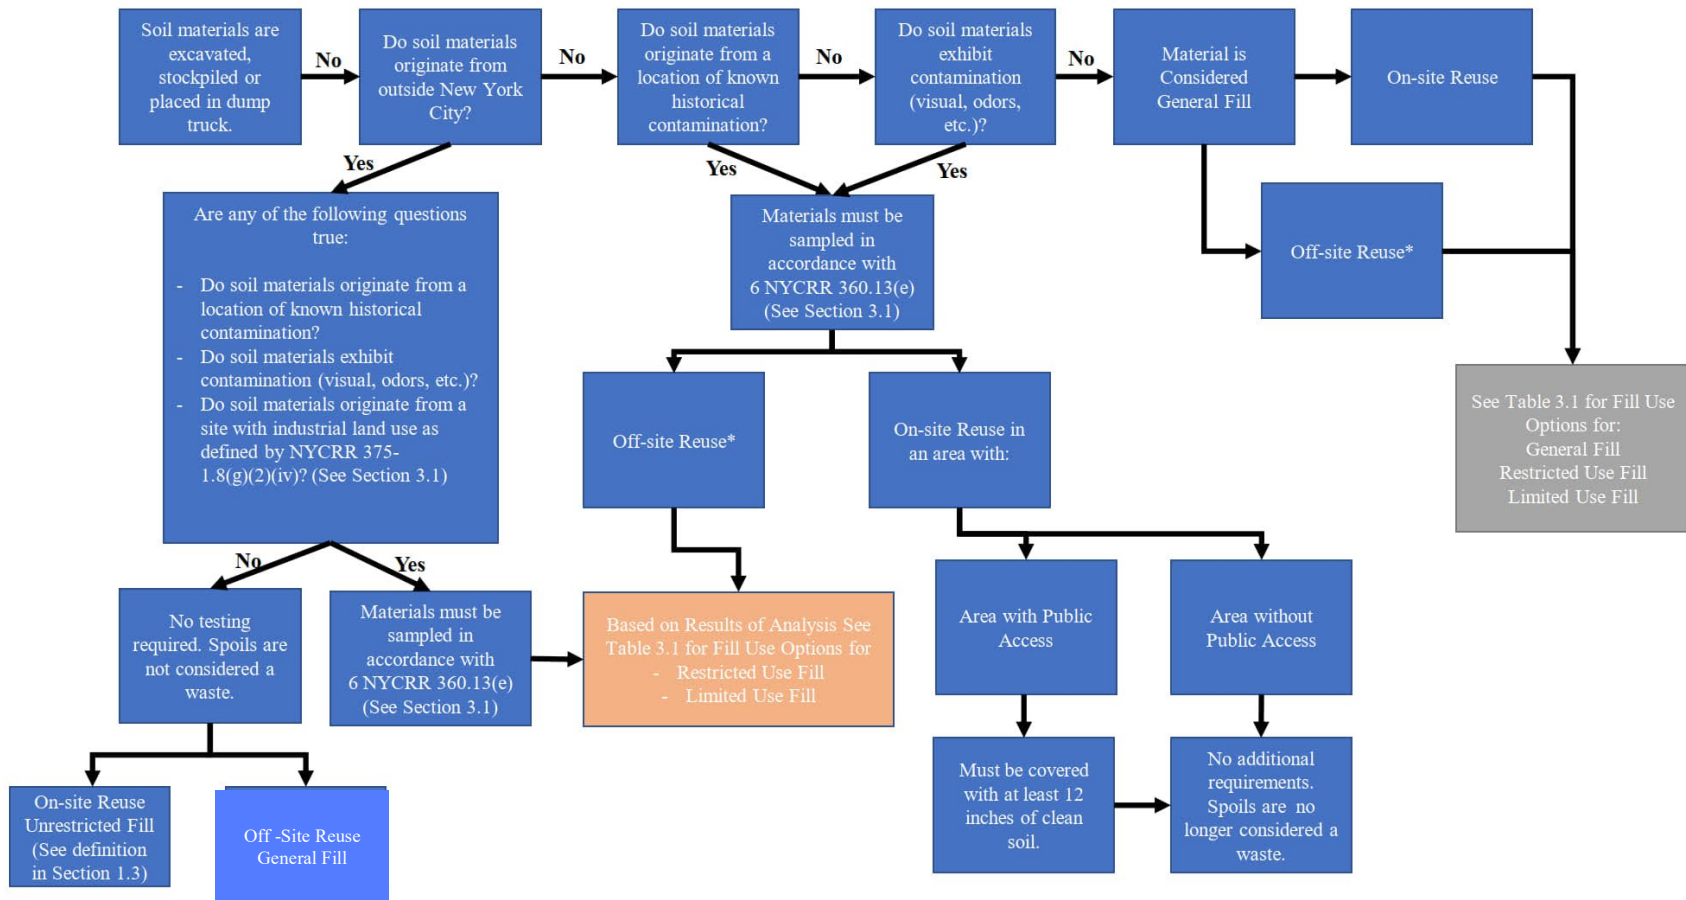 Soil materials are
excavated,
stockpiled or
placed in dump
truck.
No
Do soil materials
originate from
outside New York
City?
No
Do soil materials
originate from a
location of known
historical
contamination?
No
Do soil materials
exhibit
contamination
(visual, odors,
etc.)?
No
Material is
Considered
General Fill
On-site Reuse
Yes
Yes
Yes
Off-site Reuse*
Are any of the following questions
true:
- Do soil materials originate from a
location of known historical
contamination?
- Do soil materials exhibit
contamination (visual, odors, etc.)?
- Do soil materials originate from a
site with industrial land use as
defined by NYCRR 375-
1.8(g)(2)(iv)? (See Section 3.1)
Materials must be
sampled in
accordance with
6 NYCRR 360.13(e)
(See Section 3.1)
Off-site Reuse*
On-site Reuse in
an area with:
See Table 3.1 for Fill Use
Options for:
General Fill
Restricted Use Fill
Limited Use Fill
No
Yes
No testing
required. Spoils are
not considered a
waste.
Materials must be
sampled in
accordance with
6 NYCRR 360.13(e)
(See Section 3.1)
Based on Results of Analysis See
Table 3.1 for Fill Use Options for
- Restricted Use Fill
- Limited Use Fill
Area with Public
Access
Area without
Public Access
On-site Reuse
Unrestricted Fill
(See definition
in Section 1.3)
Off -Site Reuse
General Fill
Must be covered
with at least 12
inches of clean
soil.
No additional
requirements.
Spoils are no
longer considered a
waste.